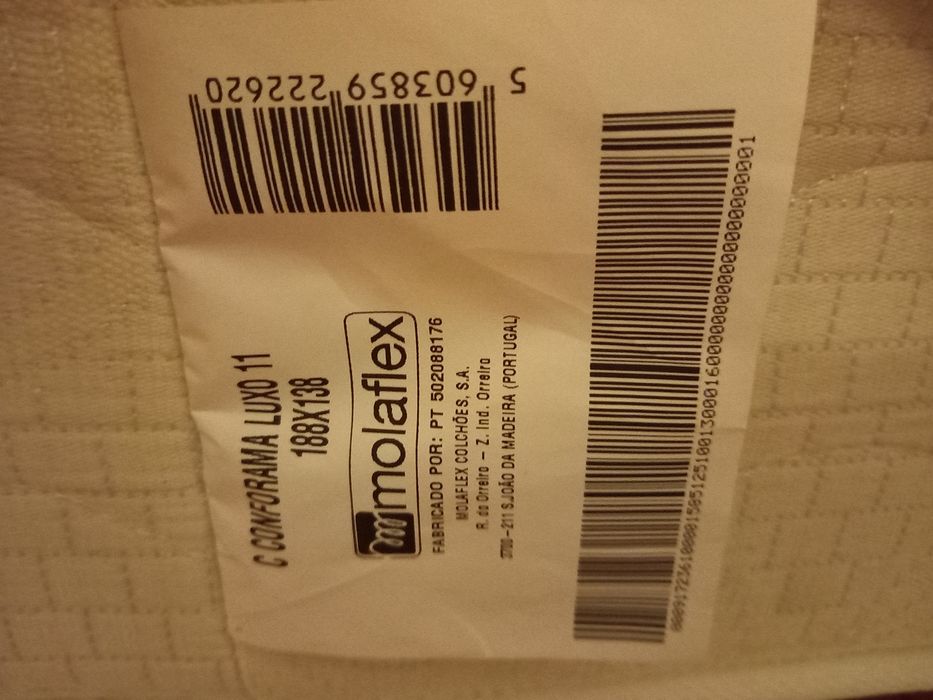 C CONFORAMA LUXO 11
188X138
molaflex
FABRICADO POR: PT 502088176
MOLAFLEX COLCHÕES, S.A.
R. do Orreiro - Z. Ind. Orreiro
3700-211 S.JOÃO DA MADEIRA (PORTUGAL)
5 603859 222620